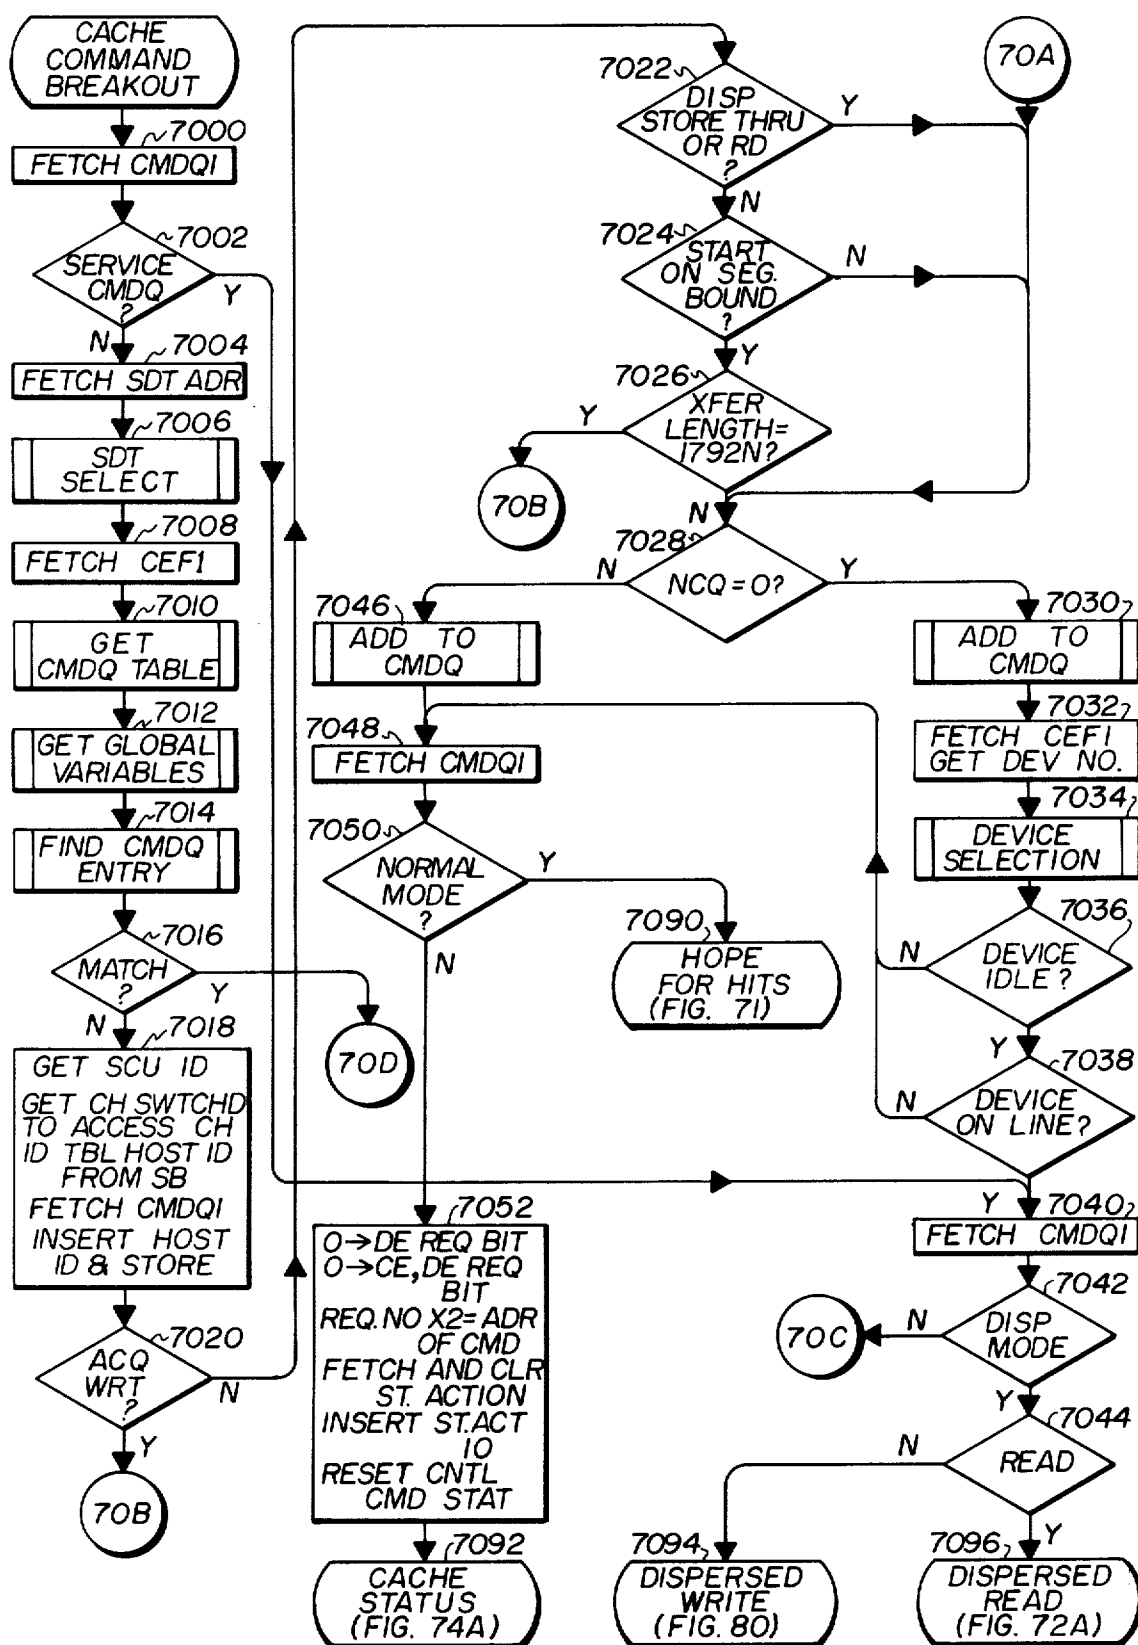 CACHE
COMMAND
BREAKOUT
7000
FETCH CMDQ1
7002
SERVICE
CMDQ
?
Y
N
7004
FETCH SDT ADR
7006
SDT
SELECT
7008
FETCH CEF1
7010
GET
CMDQ TABLE
7012
GET GLOBAL
VARIABLES
7014
FIND CMDQ
ENTRY
7016
MATCH
?
Y
N
70D
7018
GET SCU ID
GET CH SWTCHD
TO ACCESS CH
ID TBL HOST ID
FROM SB
FETCH CMDQ1
INSERT HOST
ID & STORE
7020
ACQ
WRT
?
N
Y
70B
70A
7022
DISP
STORE THRU
OR RD
?
Y
N
7024
START
ON SEG.
BOUND
?
N
Y
7026
XFER
LENGTH=
1792N?
Y
70B
N
7028
NCQ=0?
N
Y
7046
ADD TO
CMDQ
7048
FETCH CMDQ1
7050
NORMAL
MODE
?
Y
N
7090
HOPE
FOR HITS
(FIG. 71)
7052
0→DE REQ BIT
0→CE, DE REQ
BIT
REQ. NO X2=ADR
OF CMD
FETCH AND CLR
ST. ACTION
INSERT ST.ACT
10
RESET CNTL
CMD STAT
7092
CACHE
STATUS
(FIG. 74A)
7030
ADD TO
CMDQ
7032
FETCH CEF1
GET DEV NO.
7034
DEVICE
SELECTION
7036
DEVICE
IDLE?
N
Y
7038
DEVICE
ON LINE?
N
Y
7040
FETCH CMDQ1
7042
DISP
MODE
N
70C
Y
7044
READ
N
Y
7094
DISPERSED
WRITE
(FIG. 80)
7096
DISPERSED
READ
(FIG. 72A)